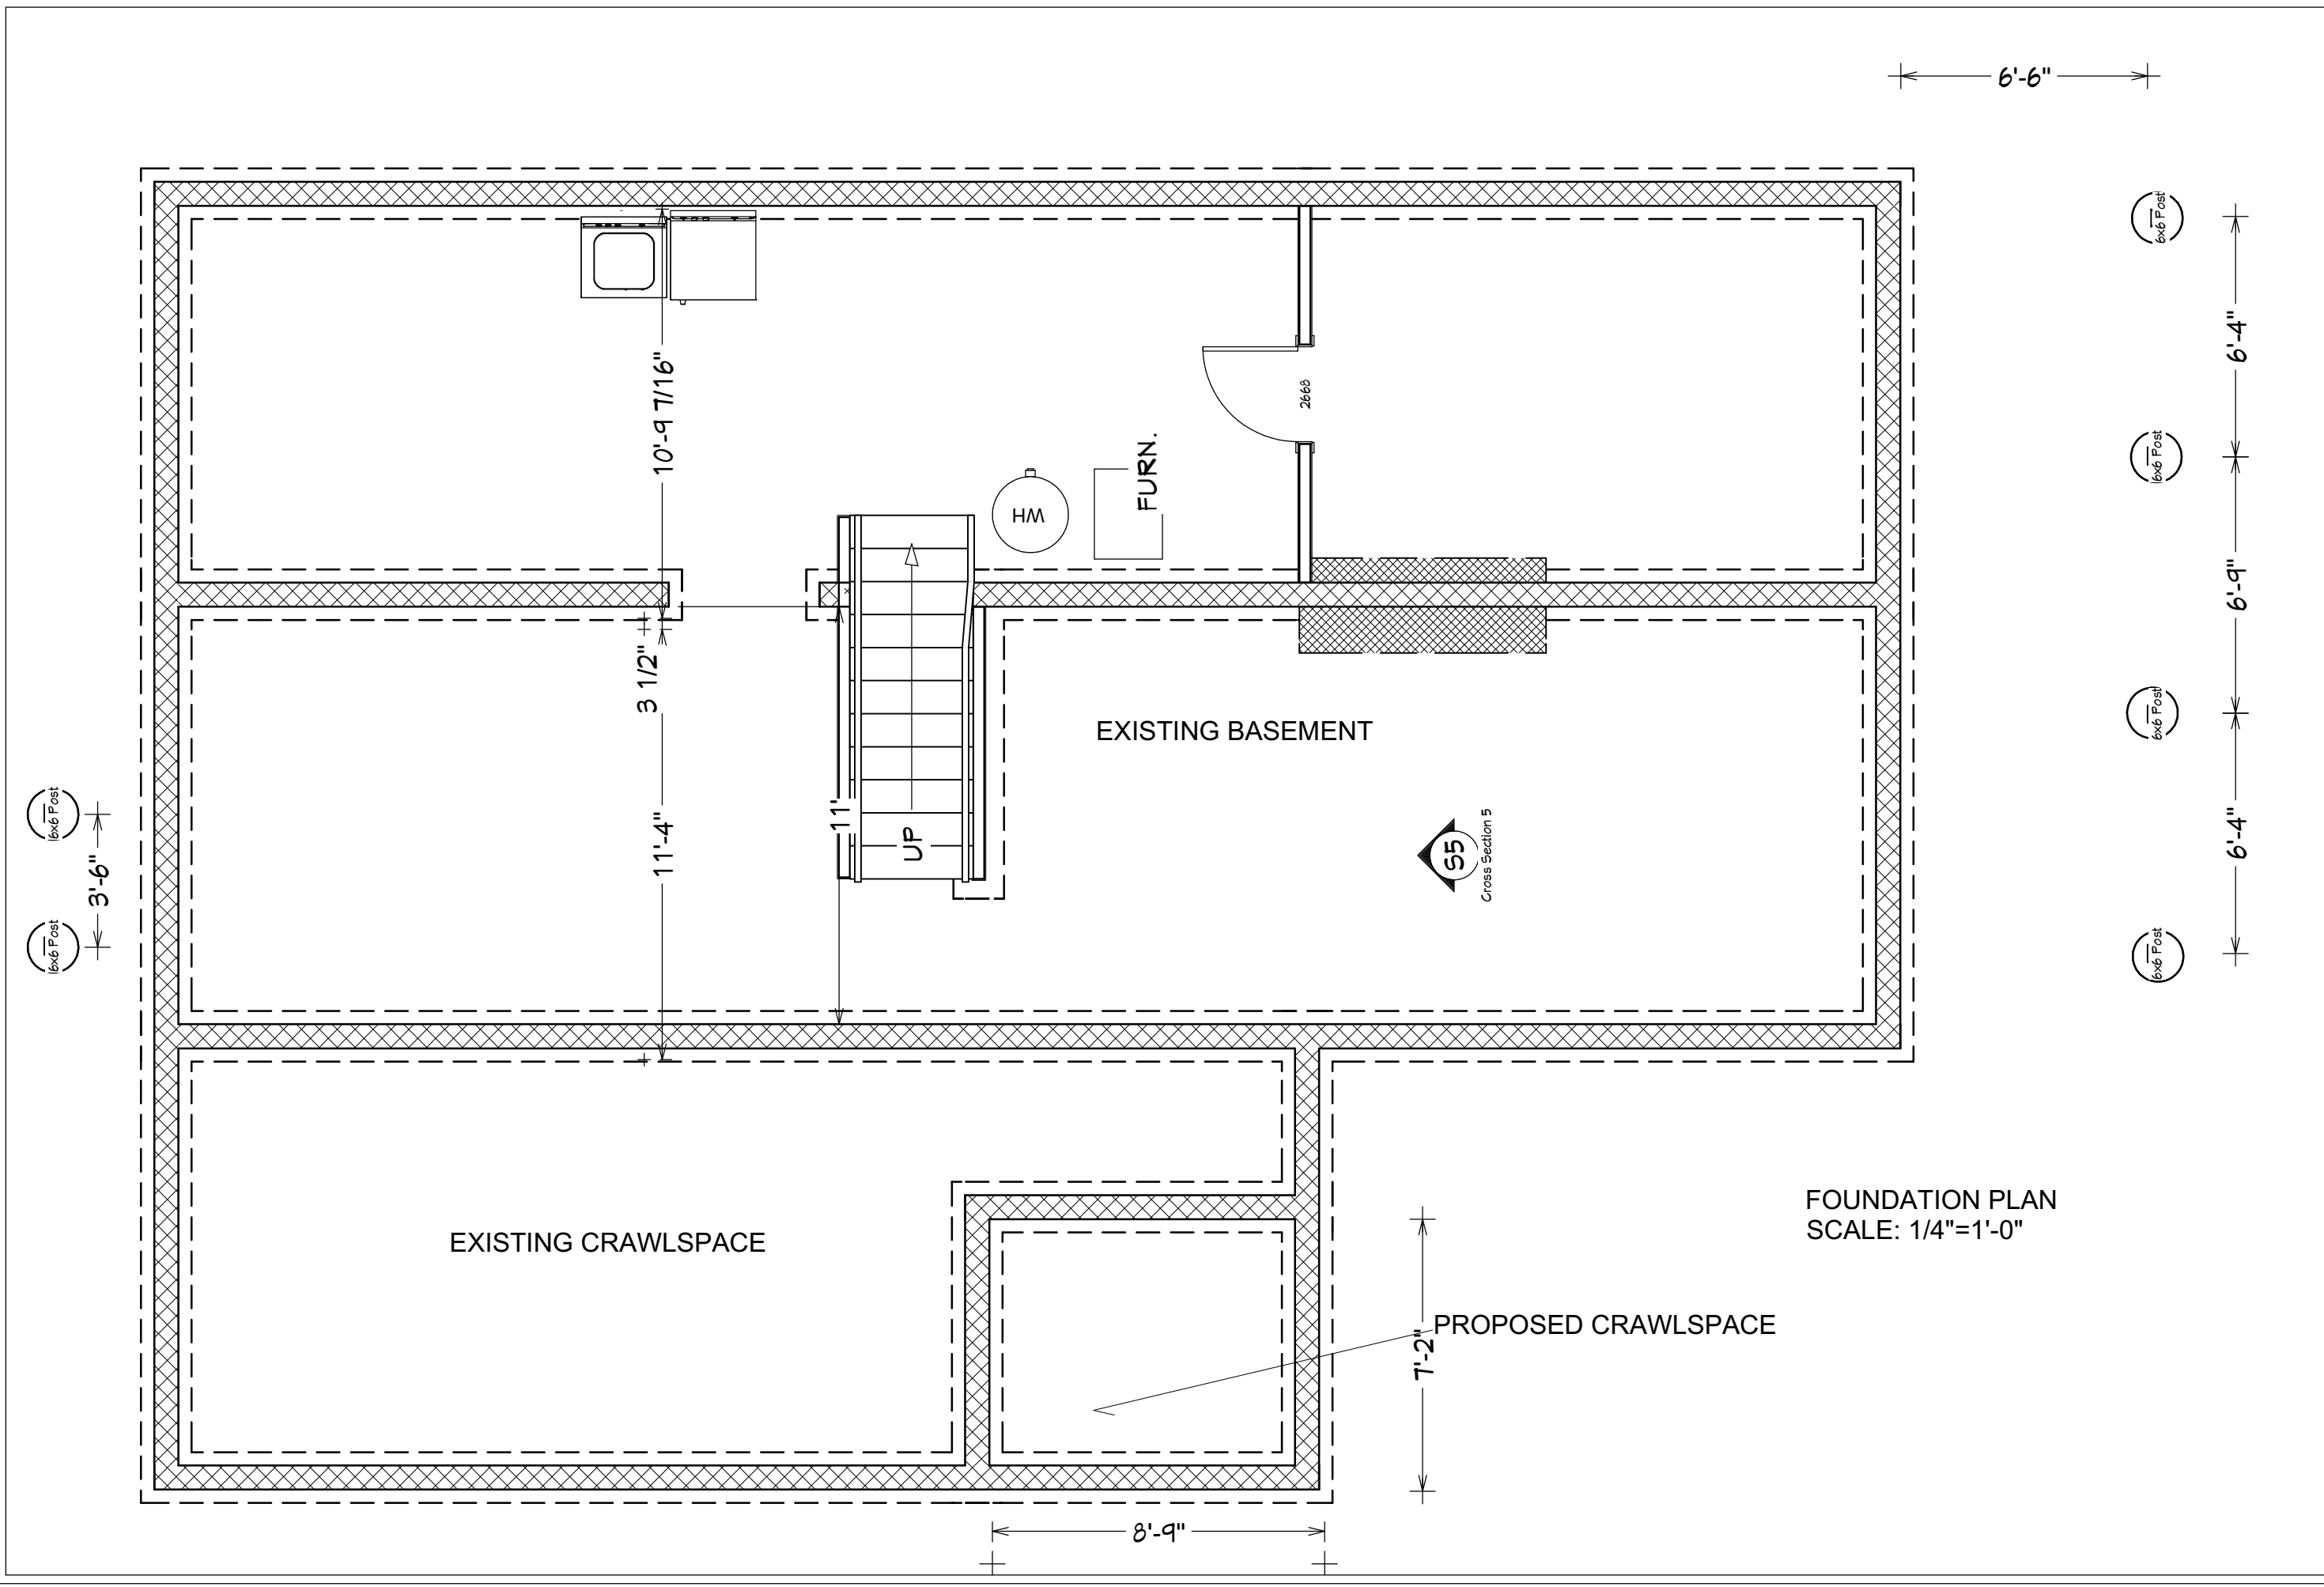 6'-6"
6x6 Post
6'-4"
10'-9 7/16"
2668
FURN.
6x6 Post
WH
6'-9"
3 1/2"
EXISTING BASEMENT
6x6 Post
6x6 Post
11'
11'-4"
UP
S5
Cross Section 5
6'-4"
3'-6"
6x6 Post
6x6 Post
FOUNDATION PLAN
SCALE: 1/4"=1'-0"
EXISTING CRAWLSPACE
PROPOSED CRAWLSPACE
7'-2"
8'-9"